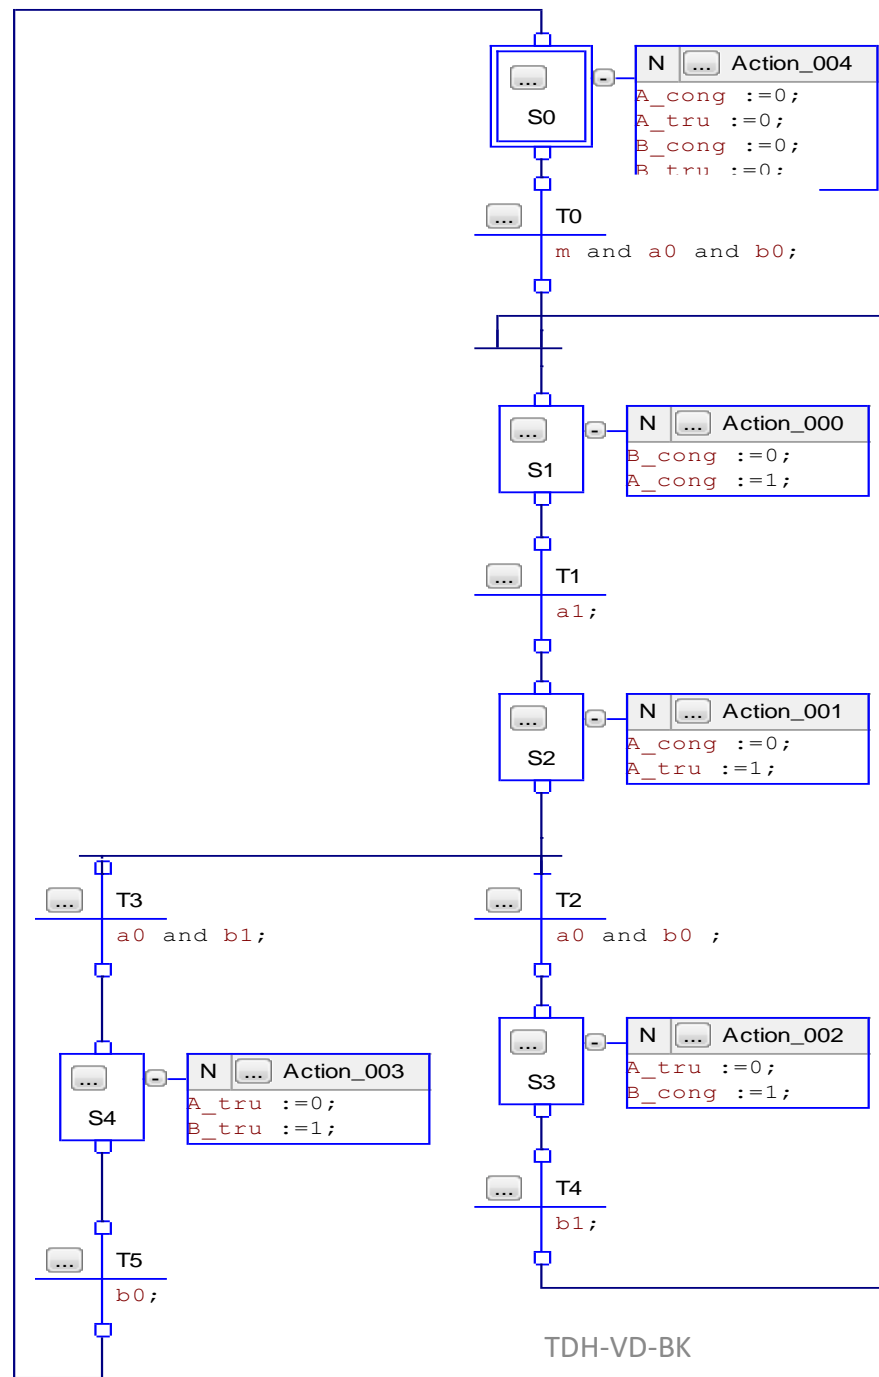 N ... Action_004
...
A_cong :=0;
S0
A_tru :=0;
B_cong :=0;
B_tru :=0;
... T0
m and a0 and b0;
N ... Action_000
...
B_cong :=0;
S1
A_cong :=1;
... T1
a1;
N ... Action_001
...
A_cong :=0;
S2
A_tru :=1;
... T3
a0 and b1;
... T2
a0 and b0 ;
N ... Action_002
...
A_tru :=0;
S3
B_cong :=1;
N ... Action_003
...
A_tru :=0;
S4
B_tru :=1;
... T4
b1;
... T5
b0;
TDH-VD-BK